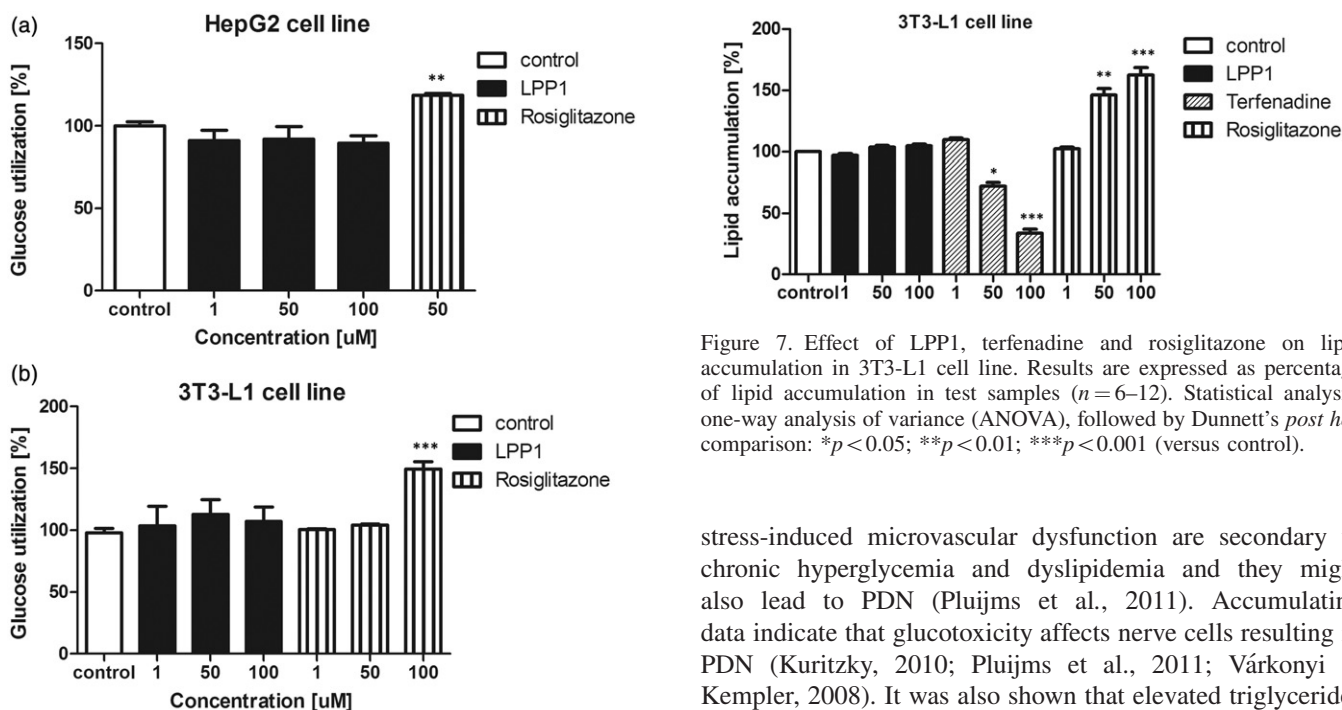 (a)
HepG2 cell line
Glucose utilization [%]
150
100
50
0
**
control
LPP1
Rosiglitazone
control 1 50 100 50
Concentration [uM]
(b)
3T3-L1 cell line
Glucose utilization [%]
200
150
100
50
0
***
control
LPP1
Rosiglitazone
control 1 50 100 1 50 100
Concentration [uM]
3T3-L1 cell line
Lipid accumulation [%]
200
150
100
50
0
* *** ** ***
control
LPP1
Terfenadine
Rosiglitazone
control1 50 100 1 50 100 1 50 100
Figure 7. Effect of LPP1, terfenadine and rosiglitazone on lip
accumulation in 3T3-L1 cell line. Results are expressed as percentag
of lipid accumulation in test samples (n = 6–12). Statistical analys
one-way analysis of variance (ANOVA), followed by Dunnett's post h
comparison: *p < 0.05; **p < 0.01; ***p < 0.001 (versus control).
stress-induced microvascular dysfunction are secondary
chronic hyperglycemia and dyslipidemia and they mig
also lead to PDN (Pluijms et al., 2011). Accumulatin
data indicate that glucotoxicity affects nerve cells resulting
PDN (Kuritzky, 2010; Pluijms et al., 2011; Várkonyi
Kempler, 2008). It was also shown that elevated triglyceride